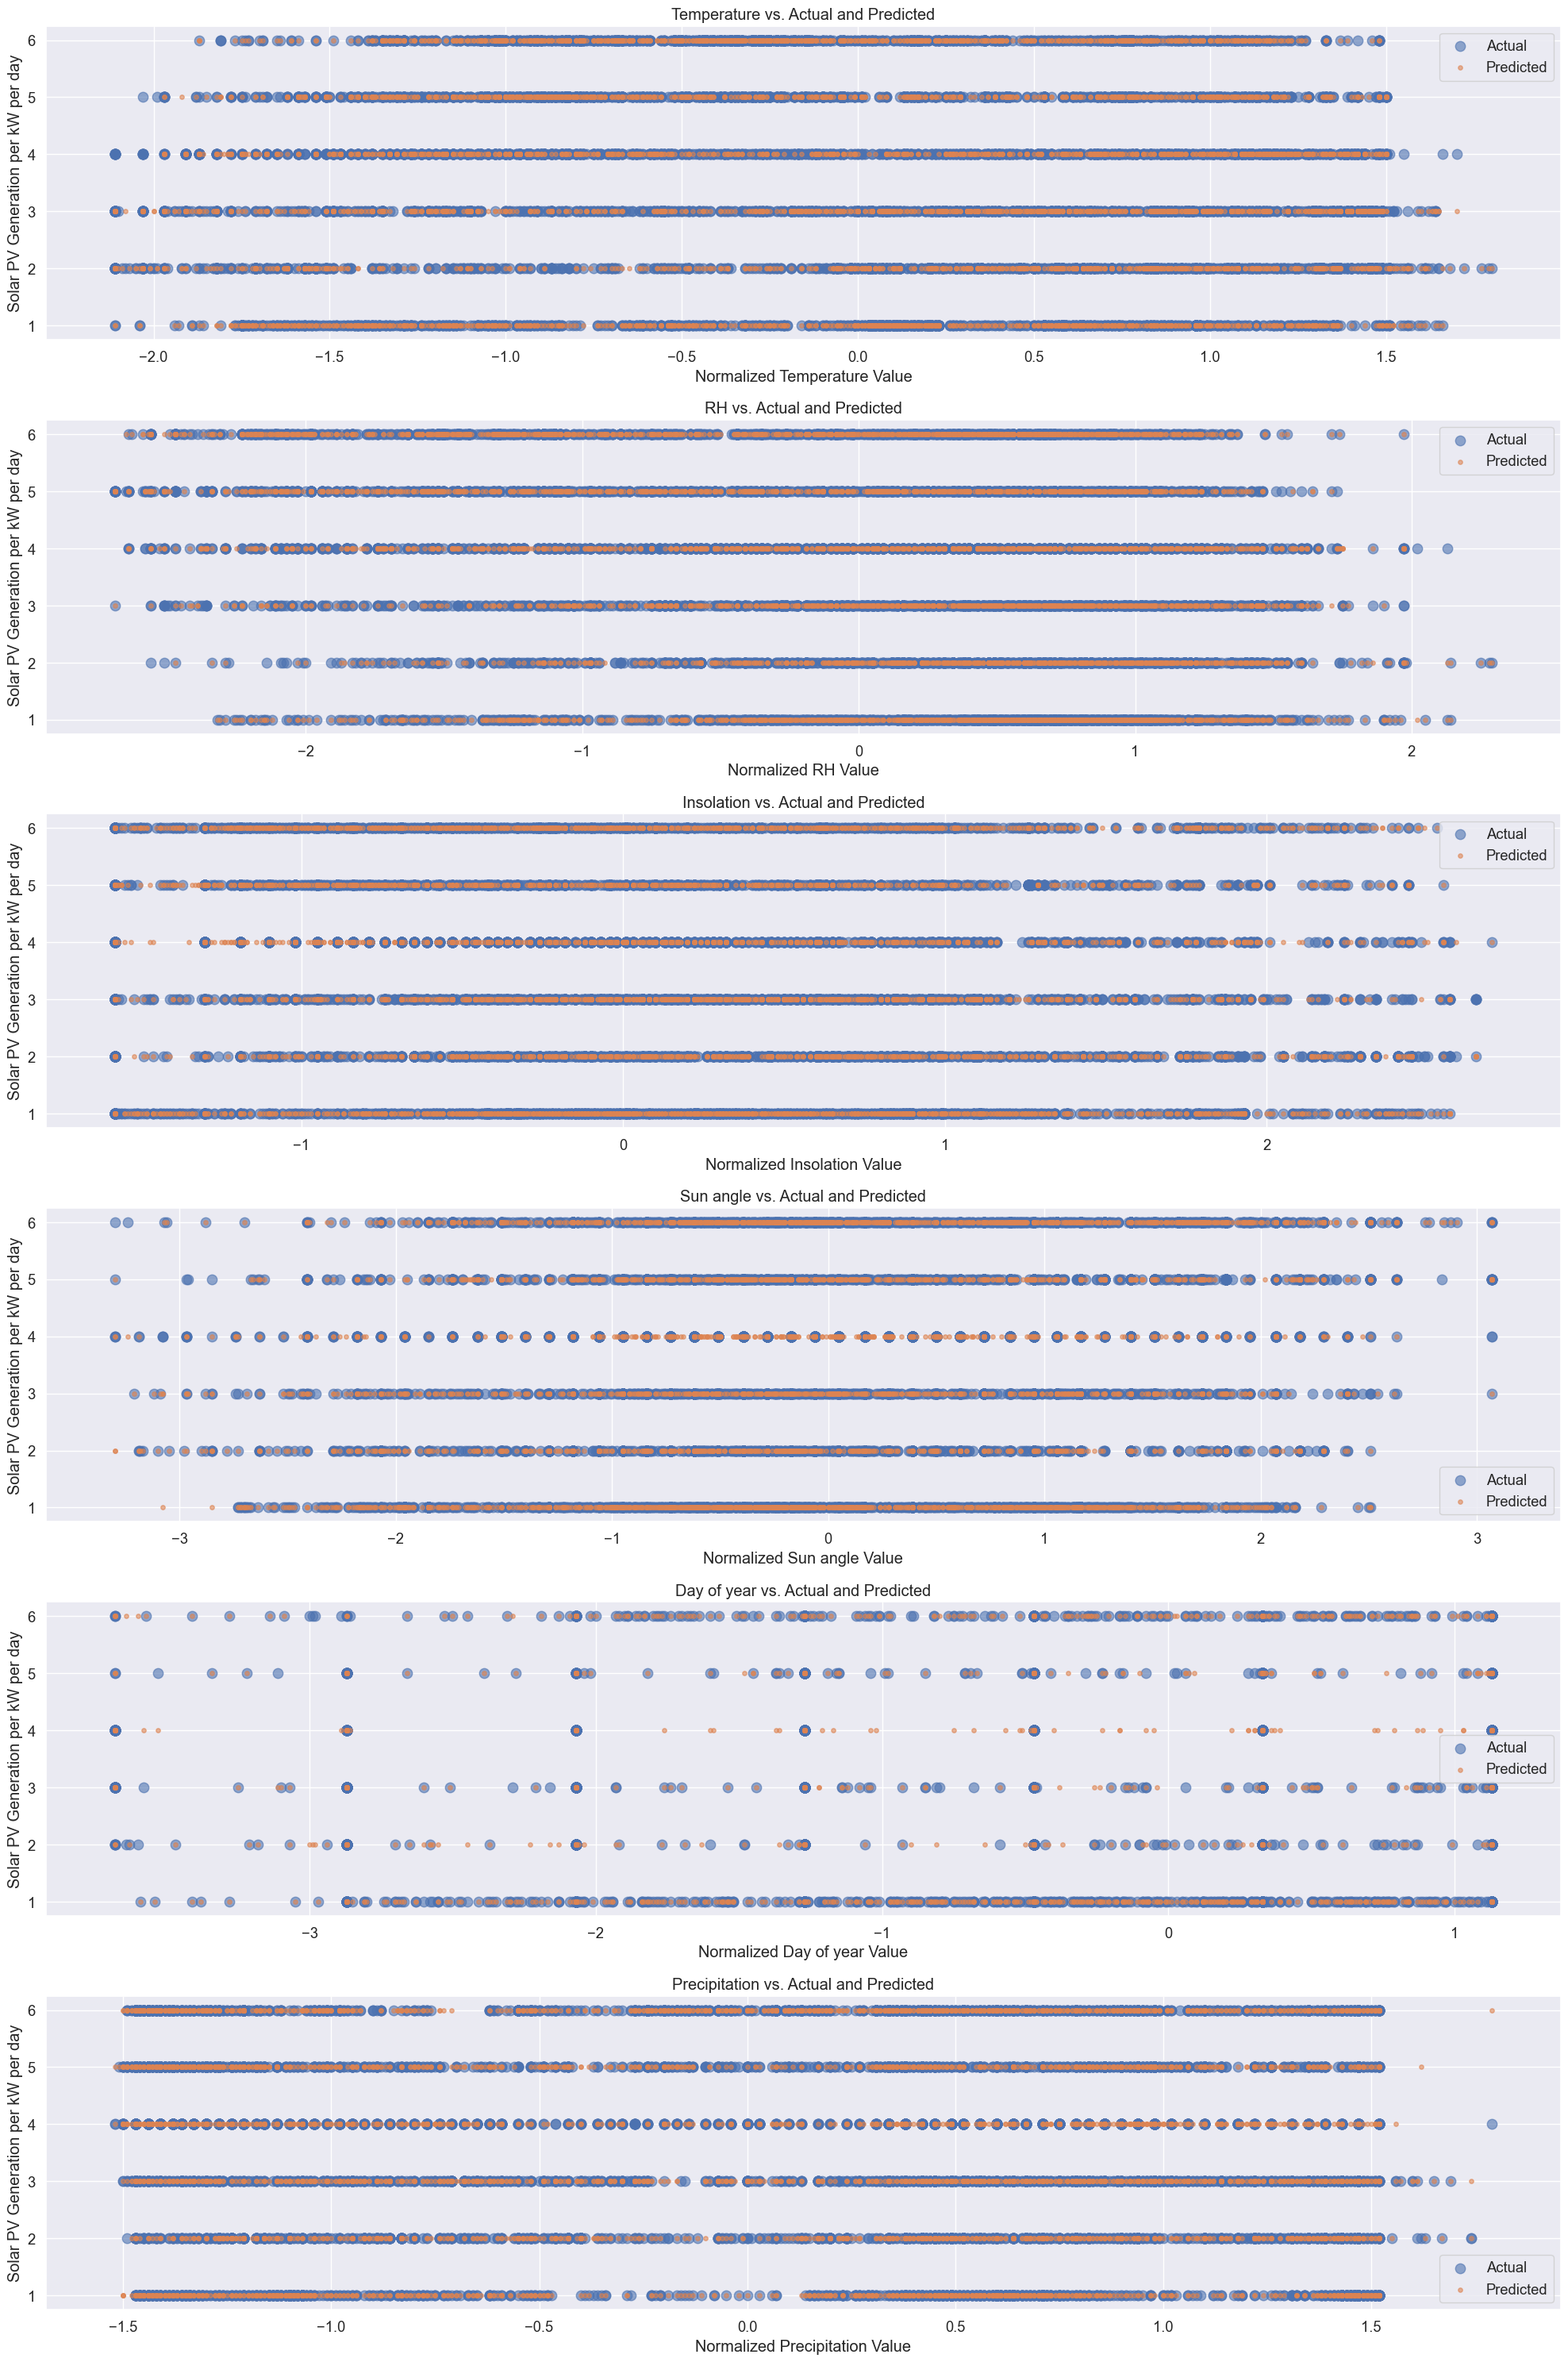 Temperature vs. Actual and Predicted
Solar PV Generation per kW per day
6
5
4
3
2
1
Actual
Predicted
−2.0 −1.5 −1.0 −0.5 0.0 0.5 1.0 1.5
Normalized Temperature Value
RH vs. Actual and Predicted
Solar PV Generation per kW per day
6
5
4
3
2
1
Actual
Predicted
−2 −1 0 1 2
Normalized RH Value
Insolation vs. Actual and Predicted
Solar PV Generation per kW per day
6
5
4
3
2
1
Actual
Predicted
−1 0 1 2
Normalized Insolation Value
Sun angle vs. Actual and Predicted
Solar PV Generation per kW per day
6
5
4
3
2
1
Actual
Predicted
−3 −2 −1 0 1 2 3
Normalized Sun angle Value
Day of year vs. Actual and Predicted
Solar PV Generation per kW per day
6
5
4
3
2
1
Actual
Predicted
−3 −2 −1 0 1
Normalized Day of year Value
Precipitation vs. Actual and Predicted
Solar PV Generation per kW per day
6
5
4
3
2
1
Actual
Predicted
−1.5 −1.0 −0.5 0.0 0.5 1.0 1.5
Normalized Precipitation Value